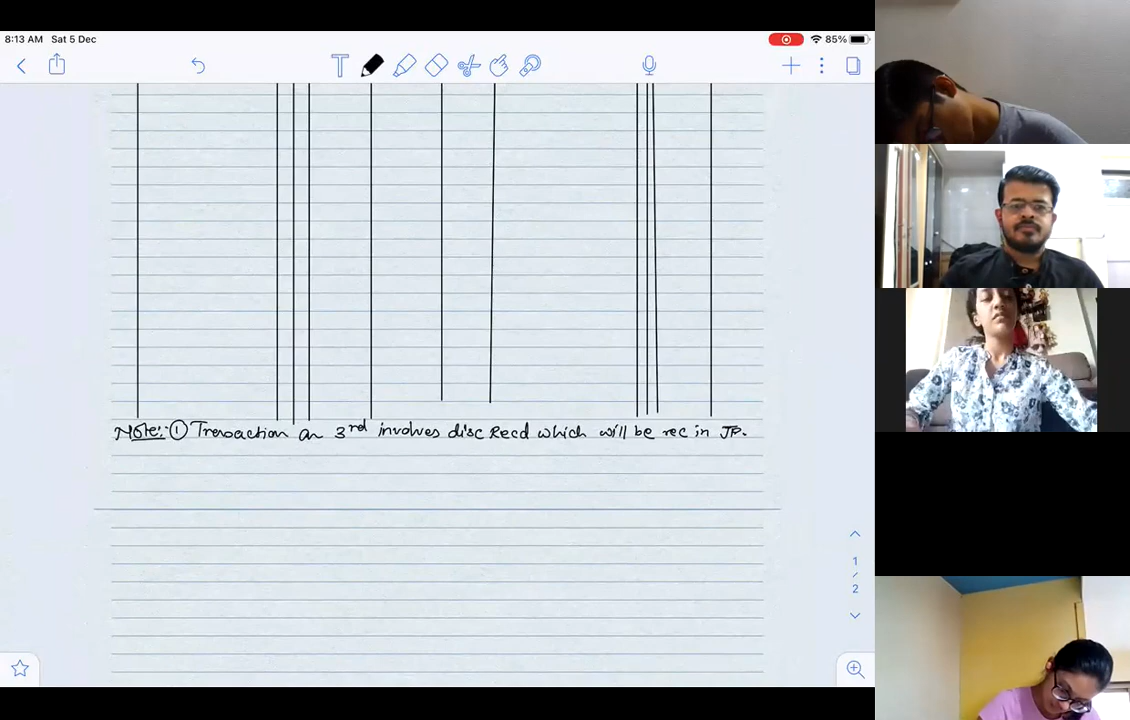 8:13 AM Sat 5 Dec
85%
T
Note:- ① Transaction on 3rd involves disc Recd which will be rec in JP.
1
/
2